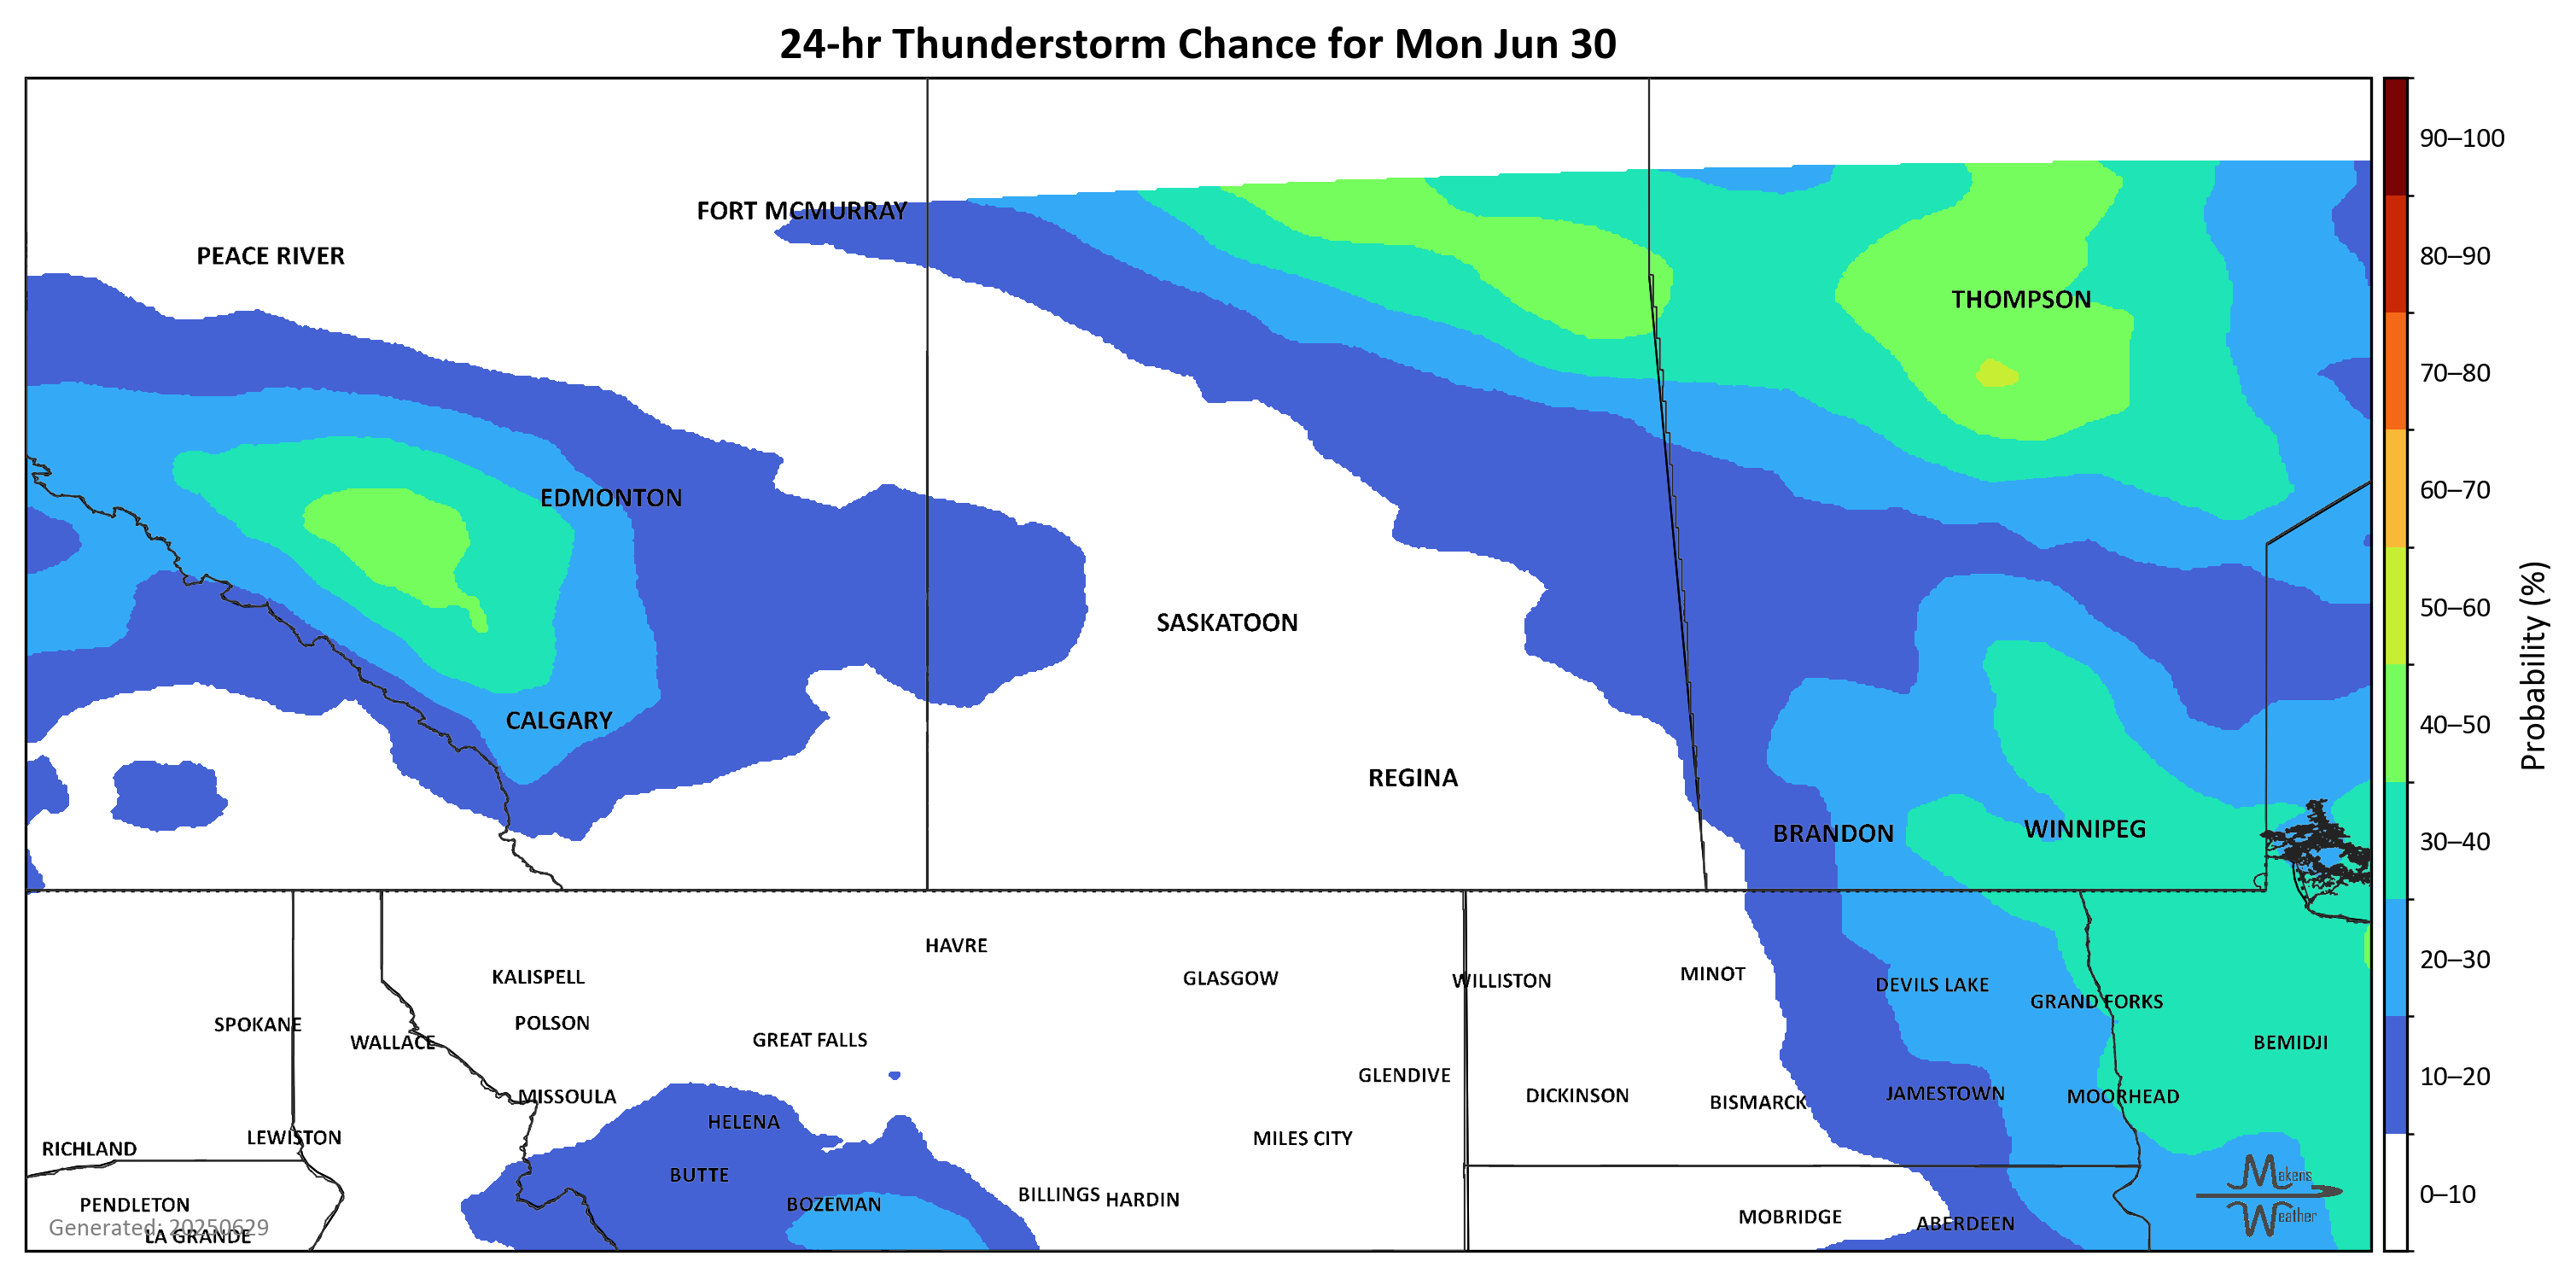 24-hr Thunderstorm Chance for Mon Jun 30
90–100
FORT MCMURRAY
PEACE RIVER
80–90
THOMPSON
70–80
60–70
EDMONTON
50–60
SASKATOON
Probability (%)
CALGARY
40–50
REGINA
BRANDON
WINNIPEG
30–40
HAVRE
20–30
KALISPELL
GLASGOW
WILLISTON
MINOT
DEVILS LAKE
GRAND FORKS
SPOKANE
POLSON
WALLACE
GREAT FALLS
BEMIDJI
GLENDIVE
10–20
MISSOULA
DICKINSON
BISMARCK
JAMESTOWN
MOORHEAD
HELENA
LEWISTON
MILES CITY
RICHLAND
BUTTE
Makens
Weather
BILLINGS
HARDIN
0–10
PENDLETON
BOZEMAN
MOBRIDGE
ABERDEEN
Generated: 20250629
LA GRANDE